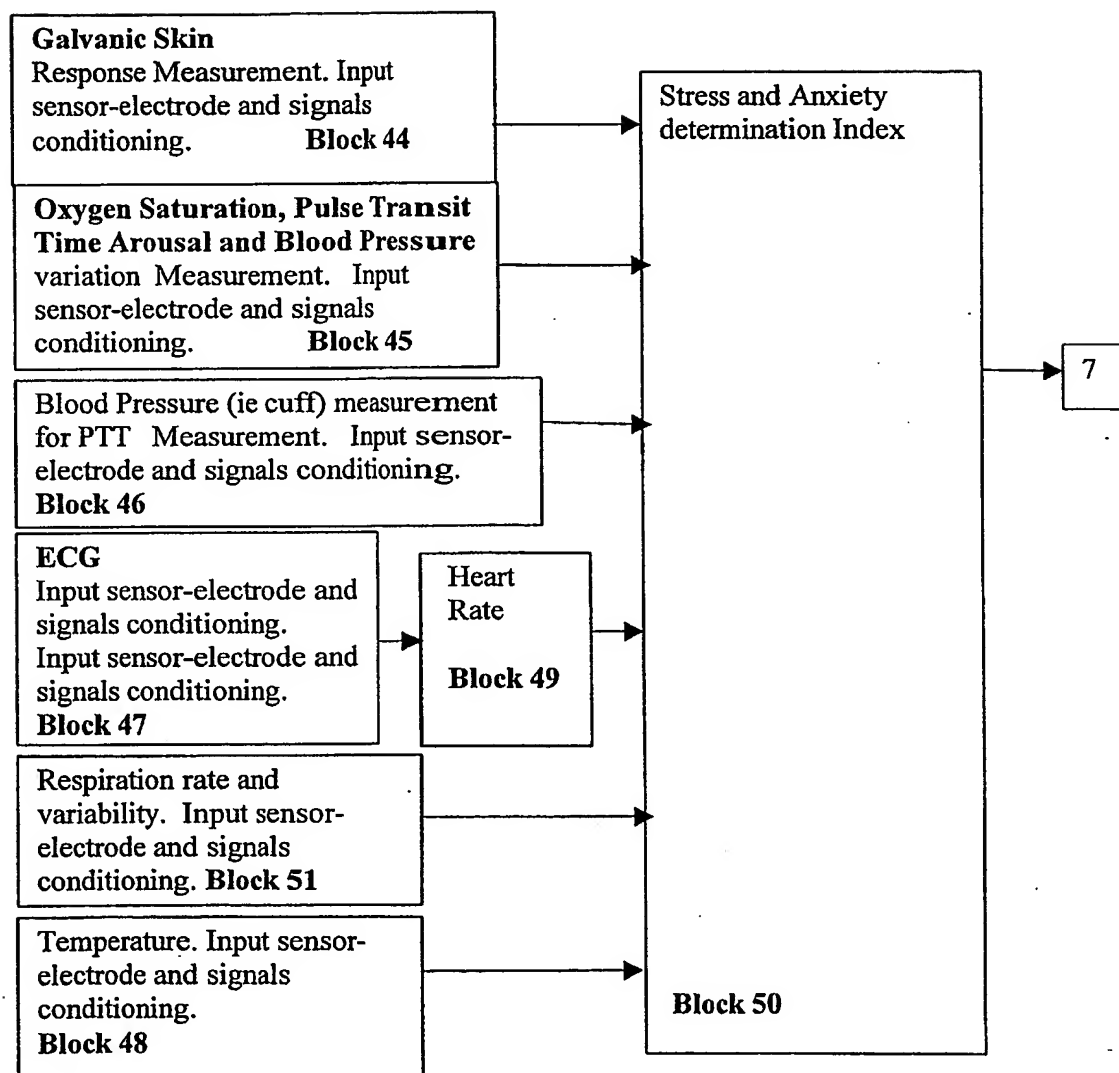 Galvanic Skin
Response Measurement. Input
sensor-electrode and signals
conditioning. Block 44
Oxygen Saturation, Pulse Transit
Time Arousal and Blood Pressure
variation Measurement. Input
sensor-electrode and signals
conditioning. Block 45
Blood Pressure (ie cuff) measurement
for PTT Measurement. Input sensor-
electrode and signals conditioning.
Block 46
ECG
Input sensor-electrode and
signals conditioning.
Input sensor-electrode and
signals conditioning.
Block 47
Heart
Rate
Block 49
Respiration rate and
variability. Input sensor-
electrode and signals
conditioning. Block 51
Temperature. Input sensor-
electrode and signals
conditioning.
Block 48
Stress and Anxiety
determination Index
Block 50
7